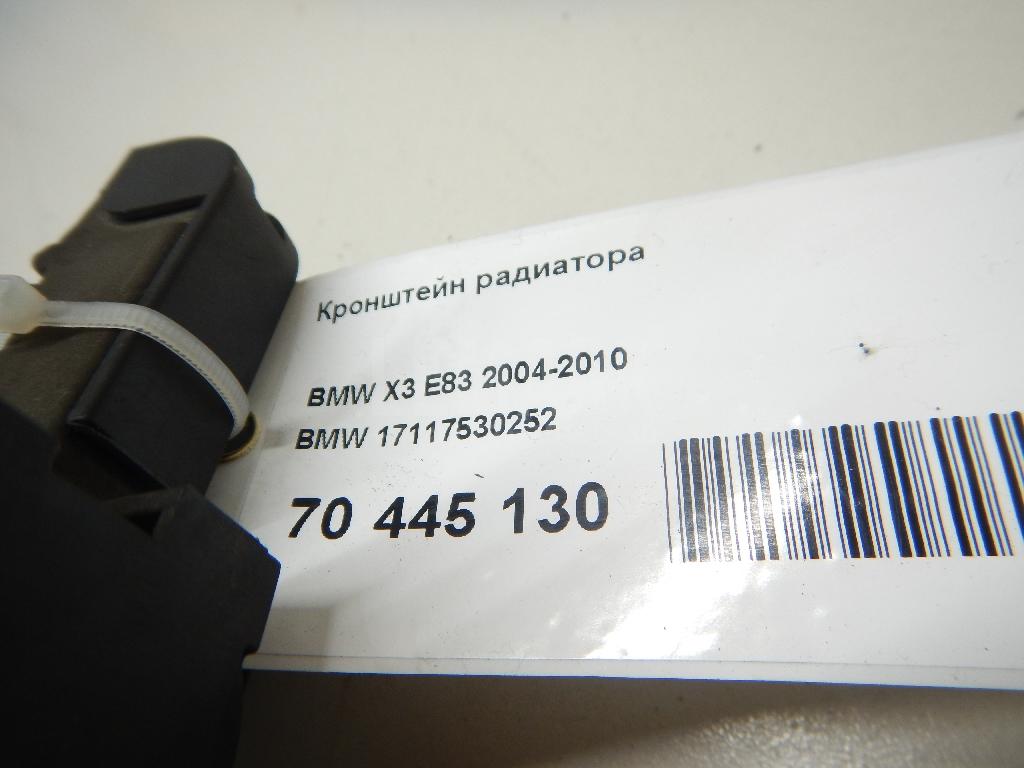 Кронштейн радиатора
BMW X3 E83 2004-2010
BMW 17117530252
70 445 130